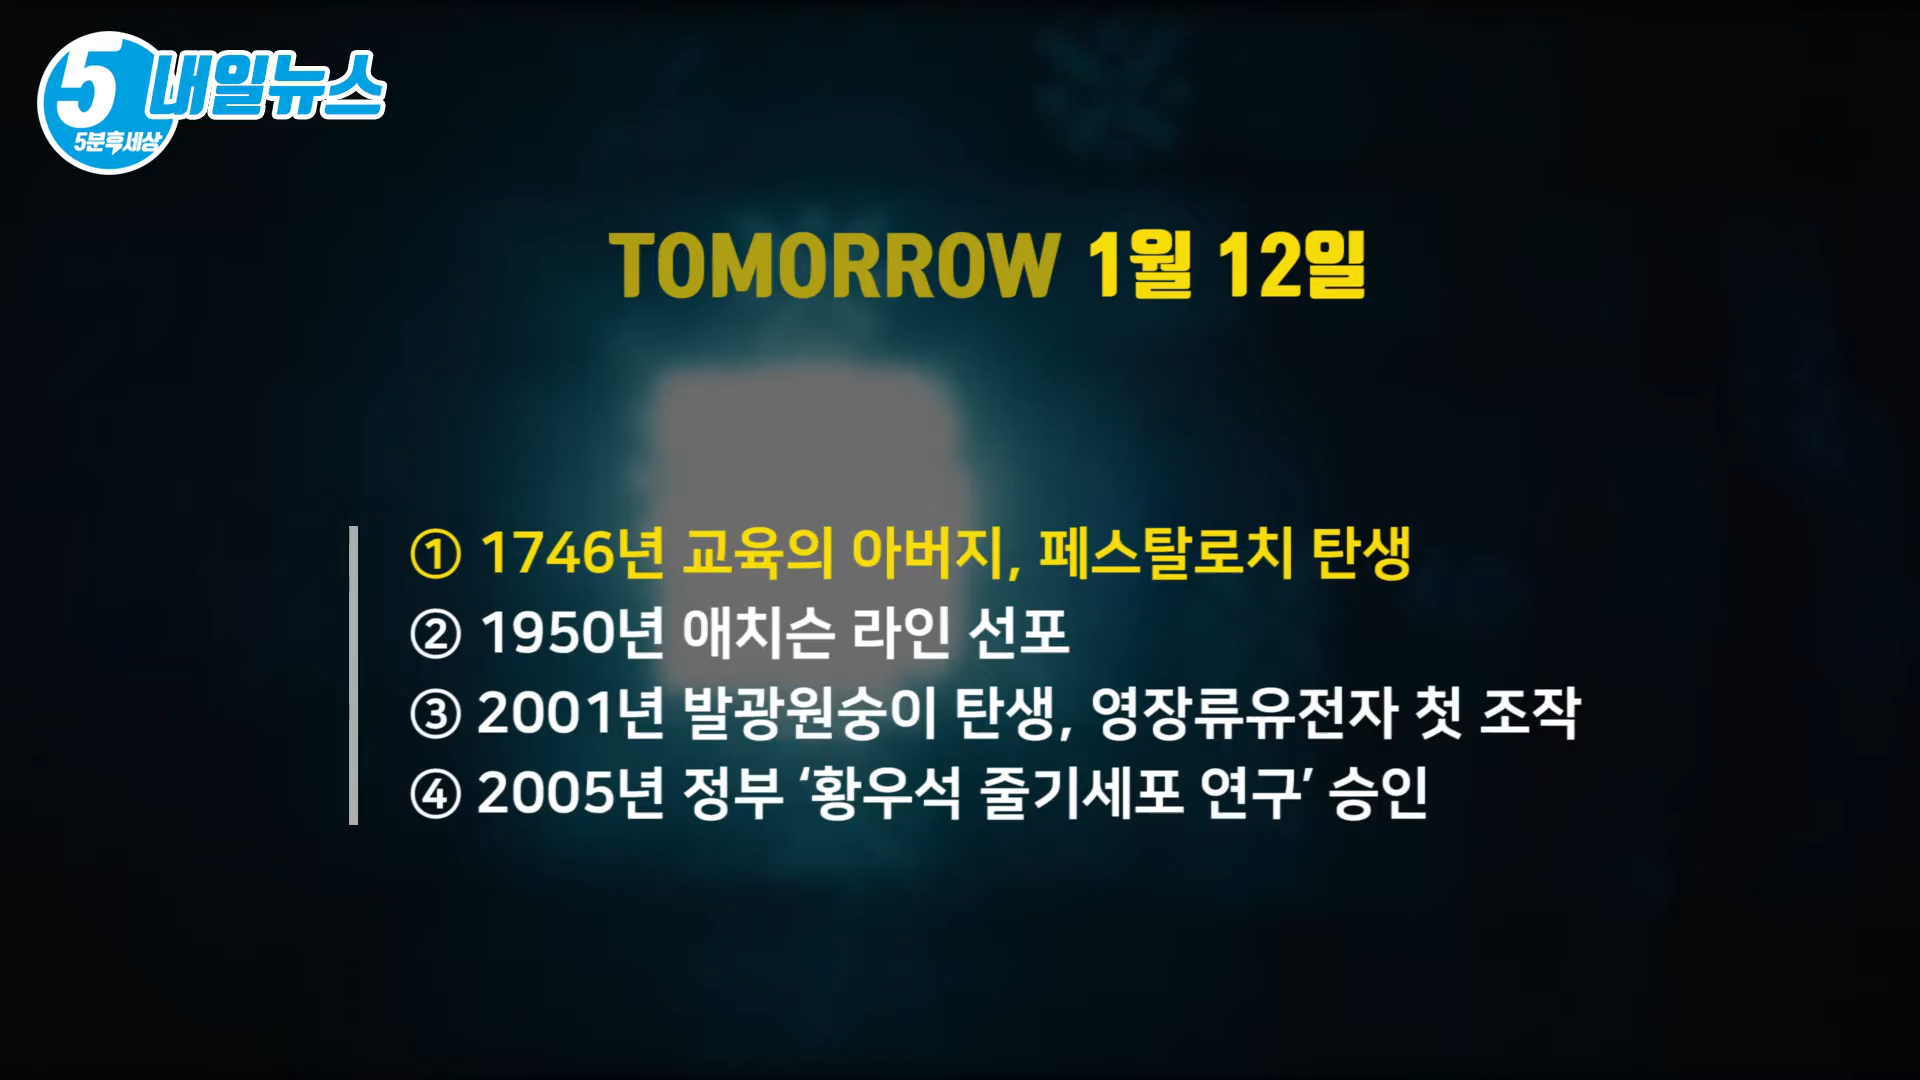 5 내일뉴스
5분후세상
TOMORROW 1월 12일
① 1746년 교육의 아버지, 페스탈로치 탄생
② 1950년 애치슨 라인 선포
③ 2001년 발광원숭이 탄생, 영장류유전자 첫 조작
④ 2005년 정부 ‘황우석 줄기세포 연구’ 승인